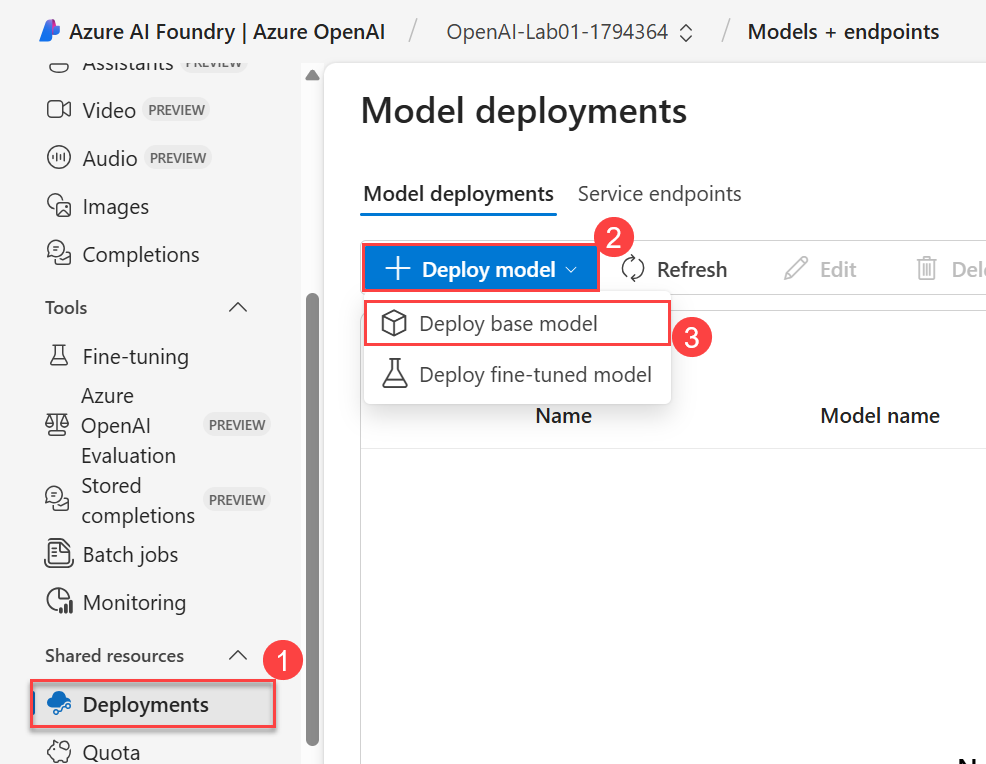 Azure AI Foundry | Azure OpenAI / OpenAI-Lab01-1794364 / Models + endpoints
Assistants PREVIEW
Video PREVIEW
Audio PREVIEW
Images
Completions
Tools
Fine-tuning
Azure
OpenAI PREVIEW
Evaluation
Stored
completions PREVIEW
Batch jobs
Monitoring
Shared resources
1
Deployments
Quota
Model deployments
Model deployments Service endpoints
2
Deploy model Refresh Edit
Deploy base model
3
Deploy fine-tuned model
Name Model name